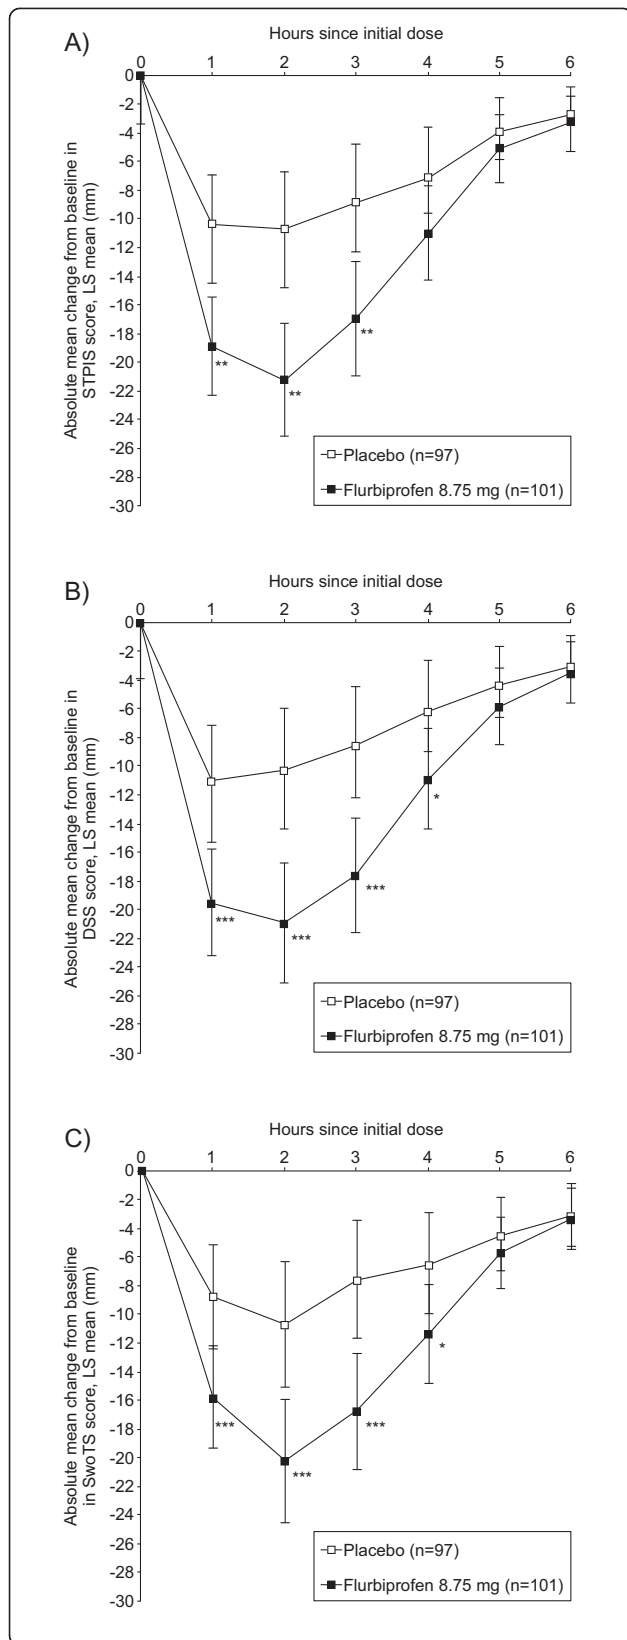 A)
Hours since initial dose
0 1 2 3 4 5 6
0
-2
-4
-6
-8
-10
-12
-14
-16
-18
-20
-22
-24
-26
-28
-30
Absolute mean change from baseline in
STPIS score, LS mean (mm)
**
**
**
Placebo (n=97)
Flurbiprofen 8.75 mg (n=101)
B)
Hours since initial dose
0 1 2 3 4 5 6
0
-2
-4
-6
-8
-10
-12
-14
-16
-18
-20
-22
-24
-26
-28
-30
Absolute mean change from baseline in
DSS score, LS mean (mm)
*
***
***
***
Placebo (n=97)
Flurbiprofen 8.75 mg (n=101)
C)
Hours since initial dose
0 1 2 3 4 5 6
0
-2
-4
-6
-8
-10
-12
-14
-16
-18
-20
-22
-24
-26
-28
-30
Absolute mean change from baseline
in SwoTS score, LS mean (mm)
*
***
***
***
Placebo (n=97)
Flurbiprofen 8.75 mg (n=101)